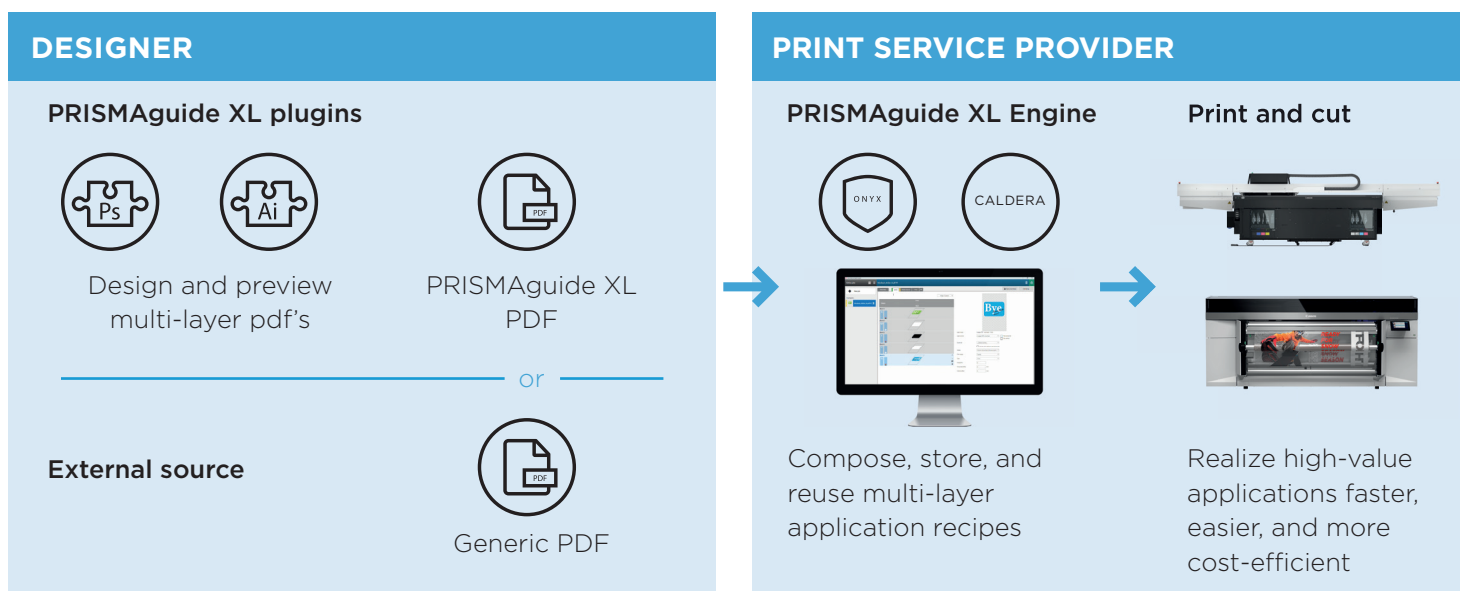 DESIGNER
PRISMAguide XL plugins
Ps
Ai
PDF
Design and preview
multi-layer pdf's
PRISMAguide XL
PDF
or
External source
PDF
Generic PDF
PRINT SERVICE PROVIDER
PRISMAguide XL Engine
ONYX
CALDERA
Bye
Compose, store, and
reuse multi-layer
application recipes
Print and cut
Realize high-value
applications faster,
easier, and more
cost-efficient